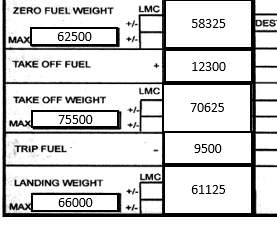 ZERO FUEL WEIGHT LMC 58325
+/- DEST
MAX 62500 +/-
TAKE OFF FUEL + 12300
TAKE OFF WEIGHT LMC 70625
+/-
MAX 75500 +/-
TRIP FUEL - 9500
LANDING WEIGHT LMC 61125
+/-
MAX 66000 +/-